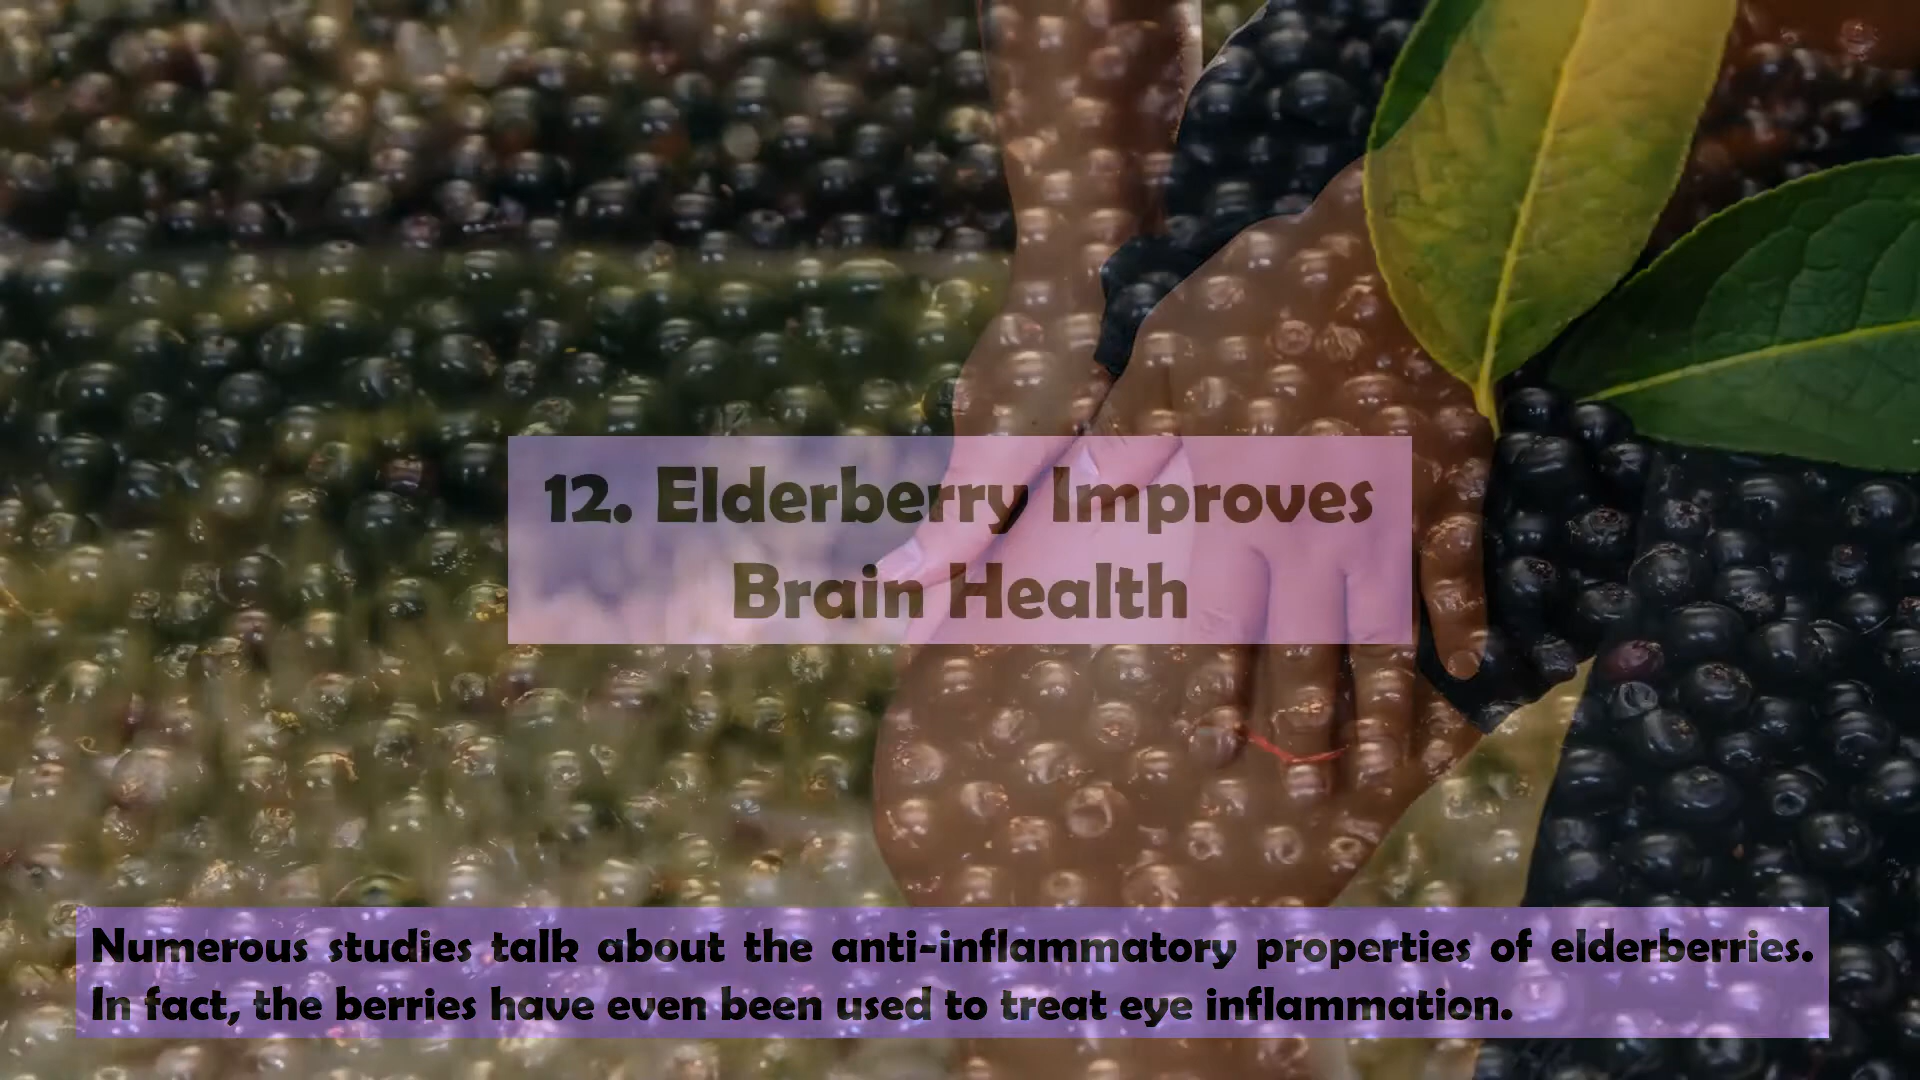 12. Elderberry Improves
Brain Health
Numerous studies talk about the anti-inflammatory properties of elderberries.
In fact, the berries have even been used to treat eye inflammation.